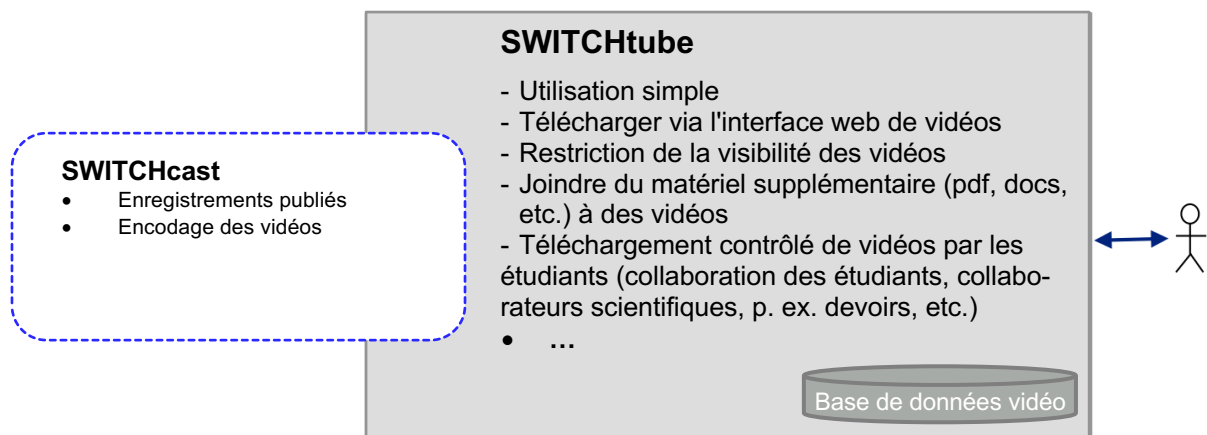 SWITCHtube
- Utilisation simple
- Télécharger via l'interface web de vidéos
- Restriction de la visibilité des vidéos
- Joindre du matériel supplémentaire (pdf, docs,
etc.) à des vidéos
- Téléchargement contrôlé de vidéos par les
étudiants (collaboration des étudiants, collabo-
rateurs scientifiques, p. ex. devoirs, etc.)
• ...
SWITCHcast
• Enregistrements publiés
• Encodage des vidéos
Base de données vidéo